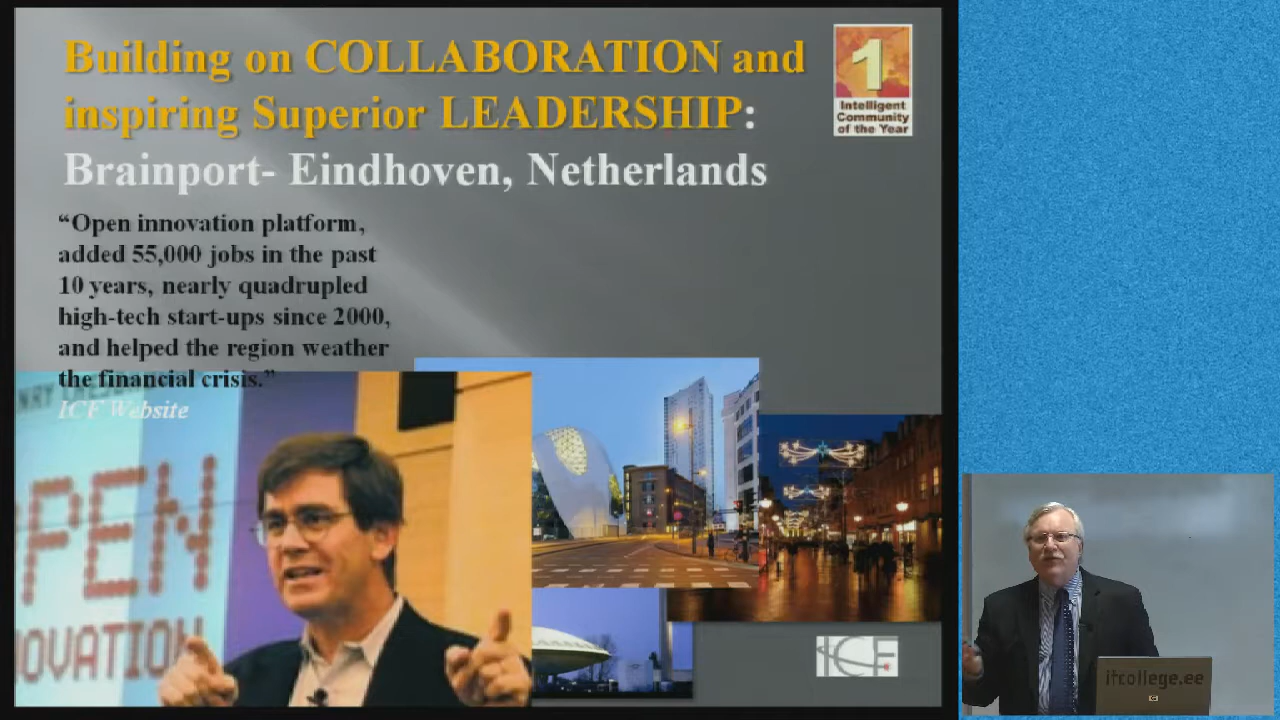 Building on COLLABORATION and
inspiring Superior LEADERSHIP:
Brainport- Eindhoven, Netherlands
1
Intelligent
Community
of the Year
“Open innovation platform,
added 55,000 jobs in the past
10 years, nearly quadrupled
high-tech start-ups since 2000,
and helped the region weather
the financial crisis.”
ICF Website
OPEN
NOVATION
ICF
itcollege.ee